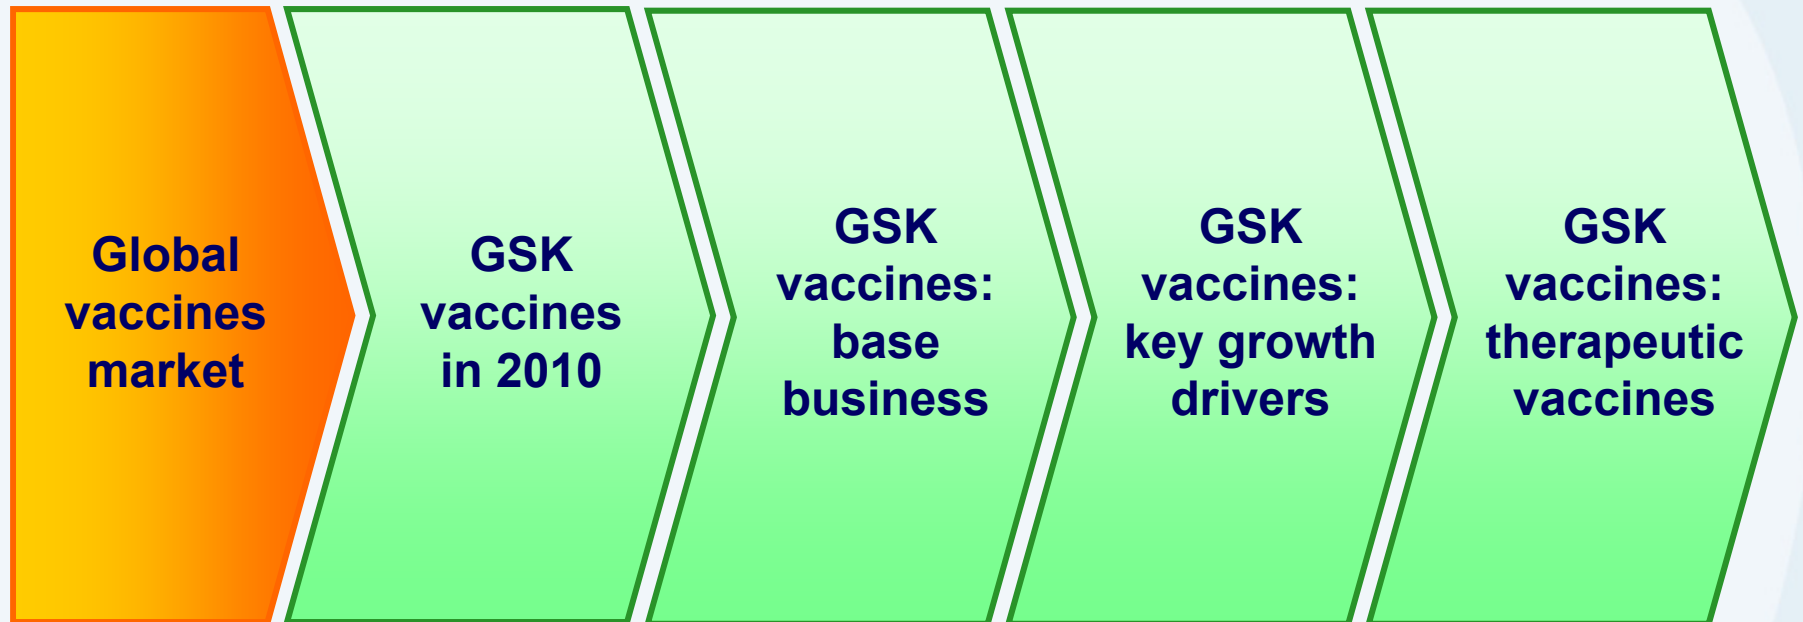 Global
vaccines
market
GSK
vaccines
in 2010
GSK
vaccines:
base
business
GSK
vaccines:
key growth
drivers
GSK
vaccines:
therapeutic
vaccines